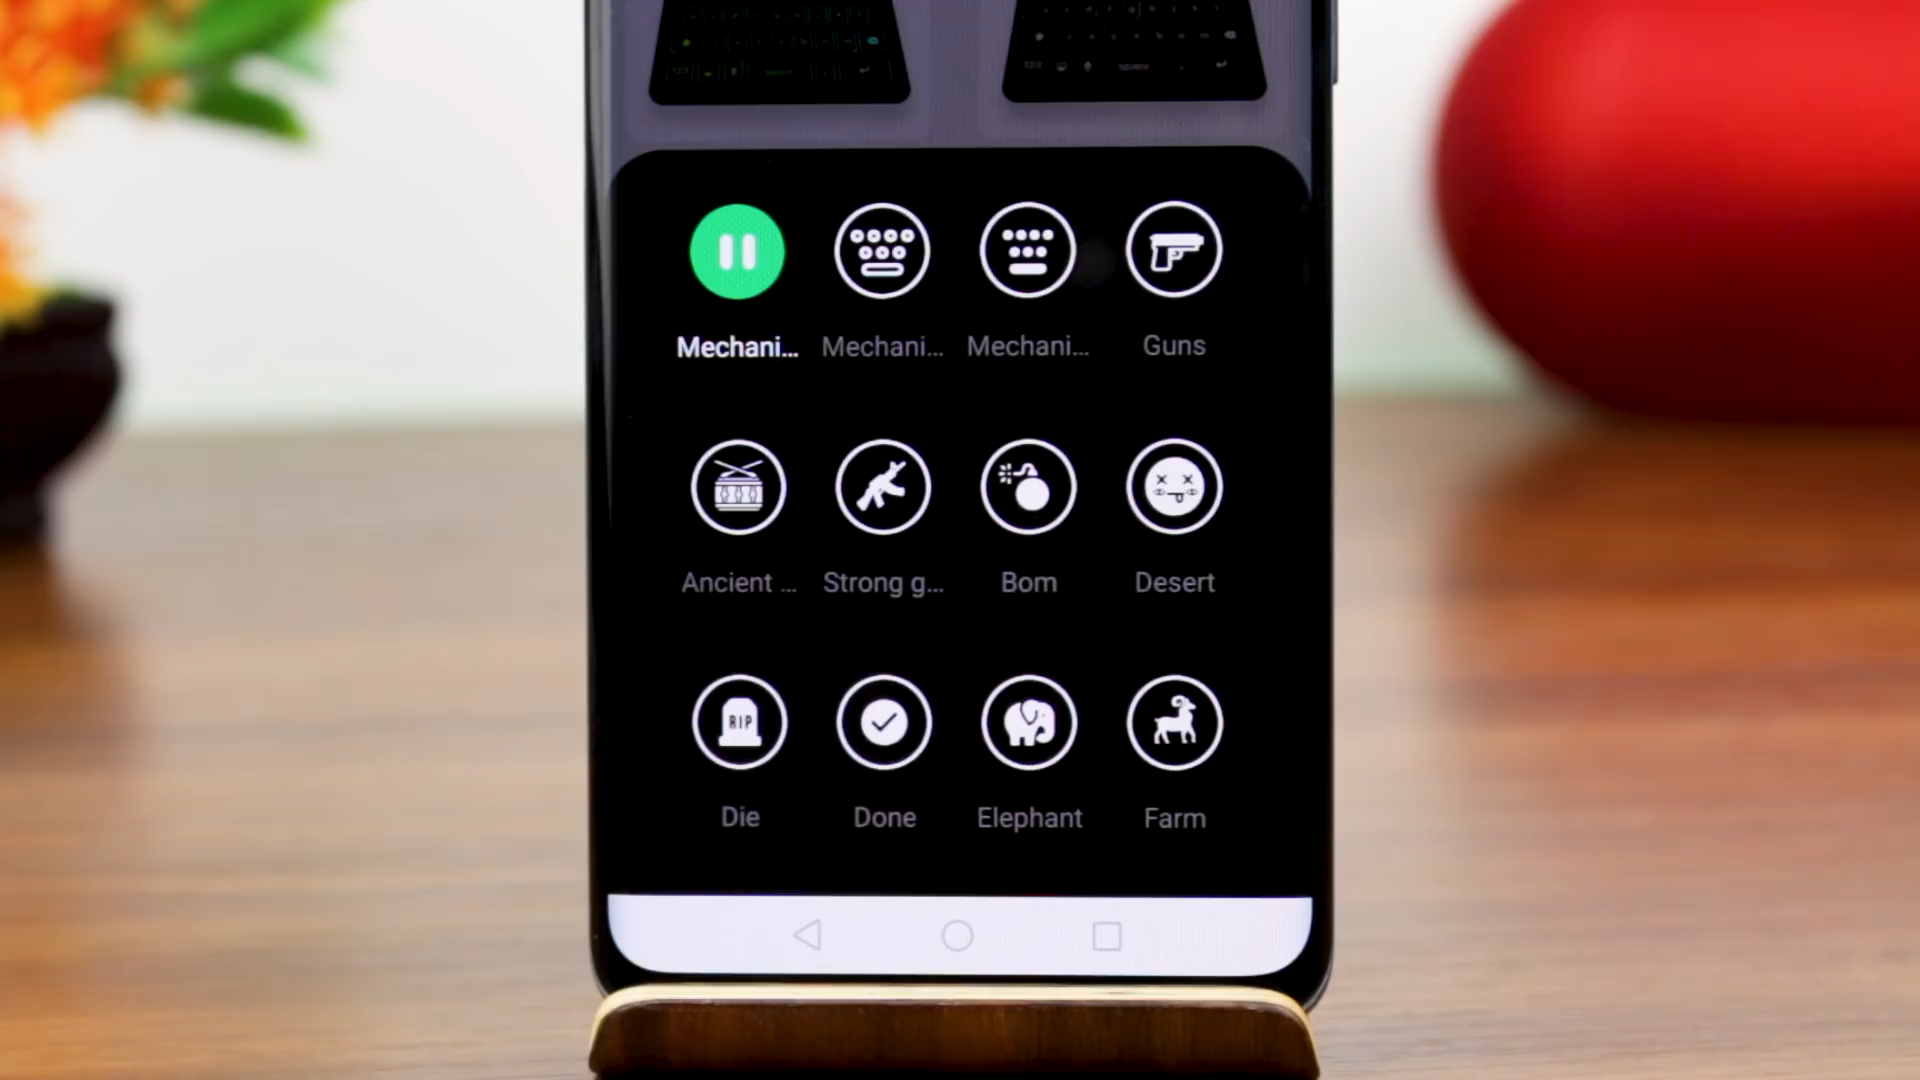 Mechani... Mechani... Mechani... Guns
Ancient ... Strong g... Bom Desert
RIP
Die Done Elephant Farm